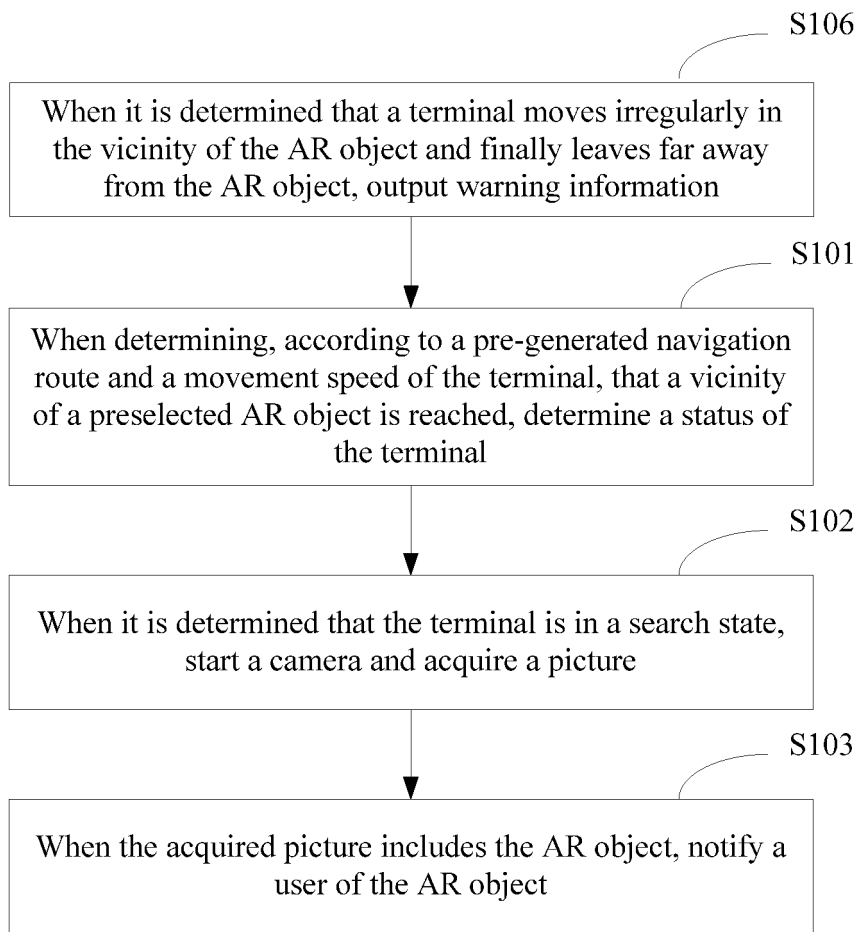 S106
When it is determined that a terminal moves irregularly in
the vicinity of the AR object and finally leaves far away
from the AR object, output warning information
S101
When determining, according to a pre-generated navigation
route and a movement speed of the terminal, that a vicinity
of a preselected AR object is reached, determine a status of
the terminal
S102
When it is determined that the terminal is in a search state,
start a camera and acquire a picture
S103
When the acquired picture includes the AR object, notify a
user of the AR object